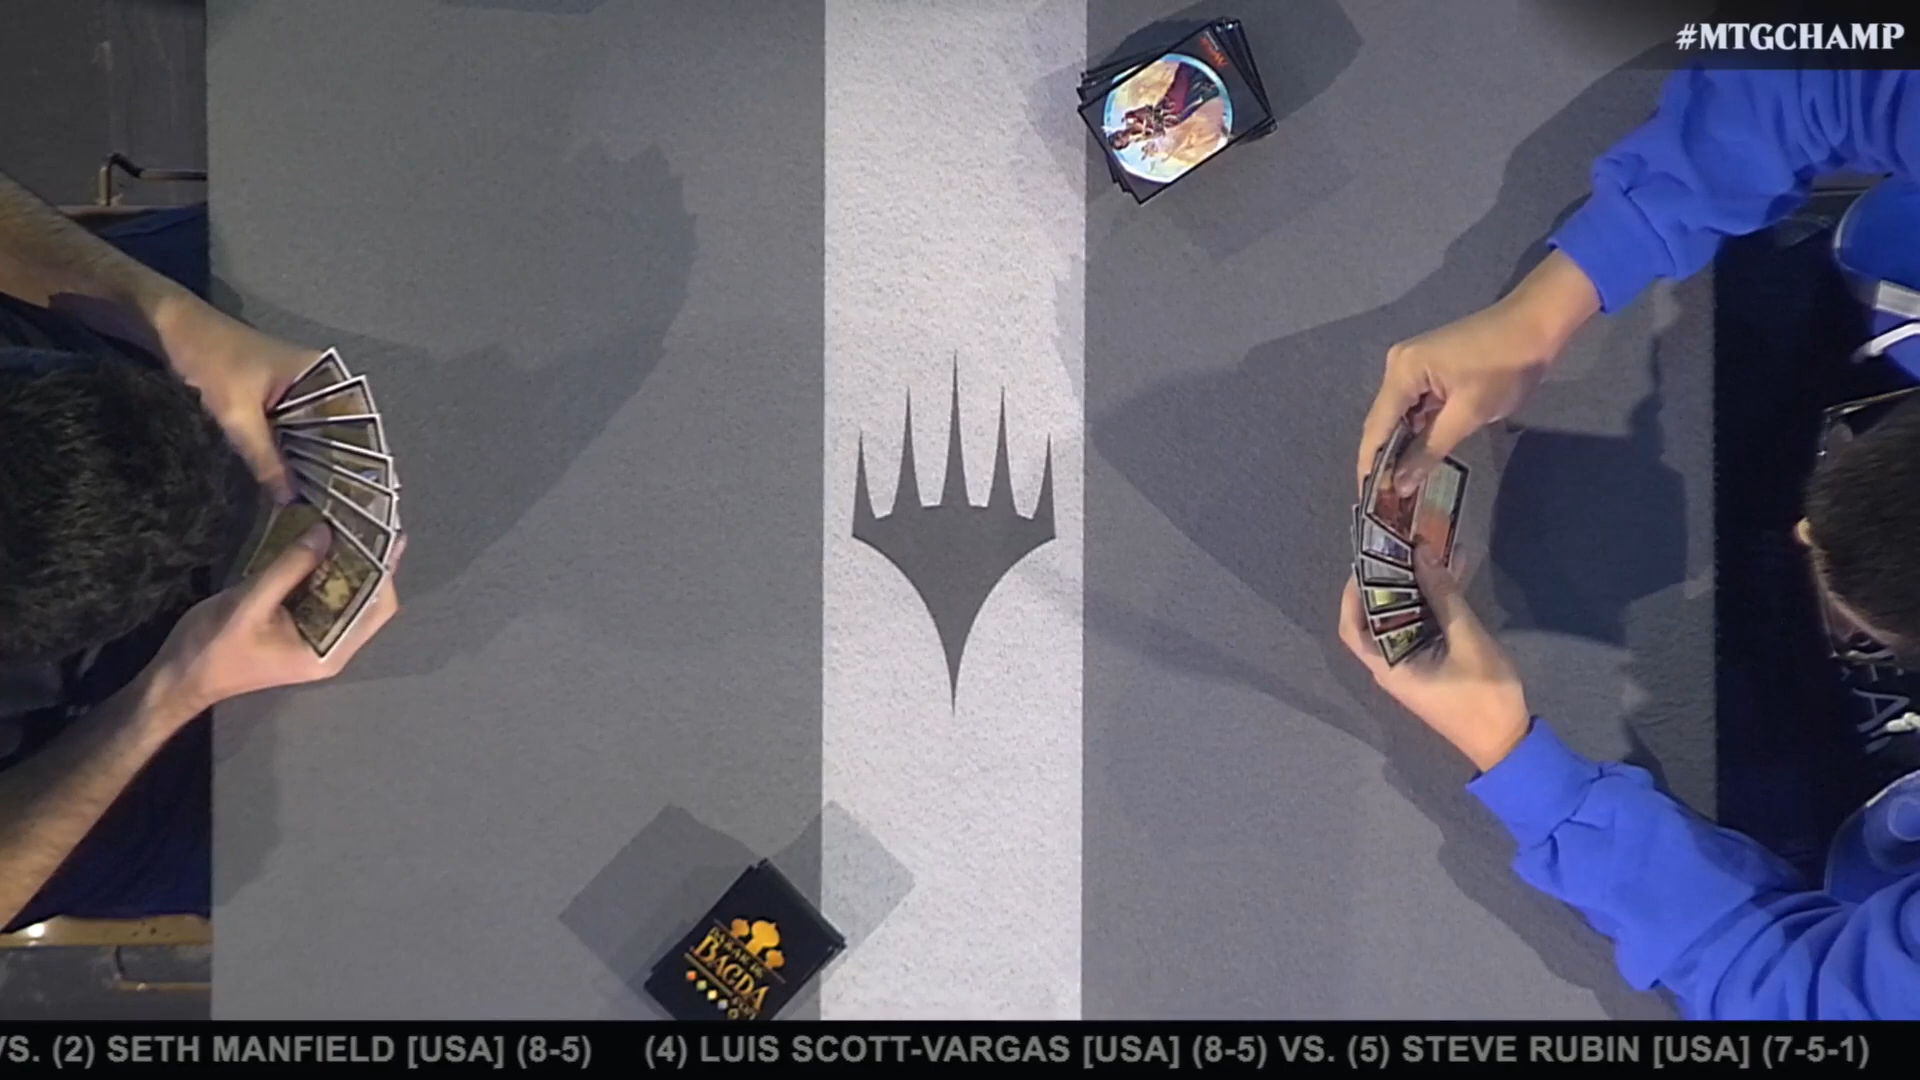 #MTGCHAMP
BAGDA
VS. (2) SETH MANFIELD [USA] (8-5) (4) LUIS SCOTT-VARGAS [USA] (8-5) VS. (5) STEVE RUBIN [USA] (7-5-1)